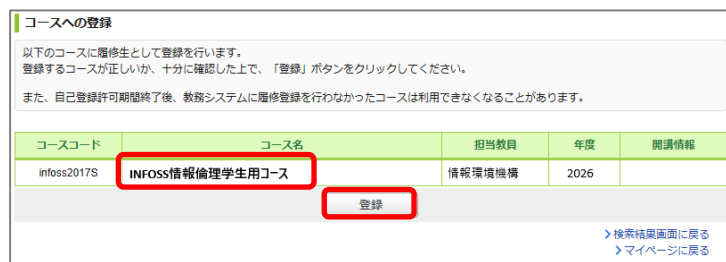 コースへの登録
以下のコースに履修生として登録を行います。
登録するコースが正しいか、十分に確認した上で、「登録」ボタンをクリックしてください。
また、自己登録許可期間終了後、教務システムに履修登録を行わなかったコースは利用できなくなることがあります。
コースコード コース名 担当教員 年度 開講情報
infoss2017S INFOSS情報倫理学生用コース 情報環境機構 2026
登録
検索結果画面に戻る
マイページに戻る